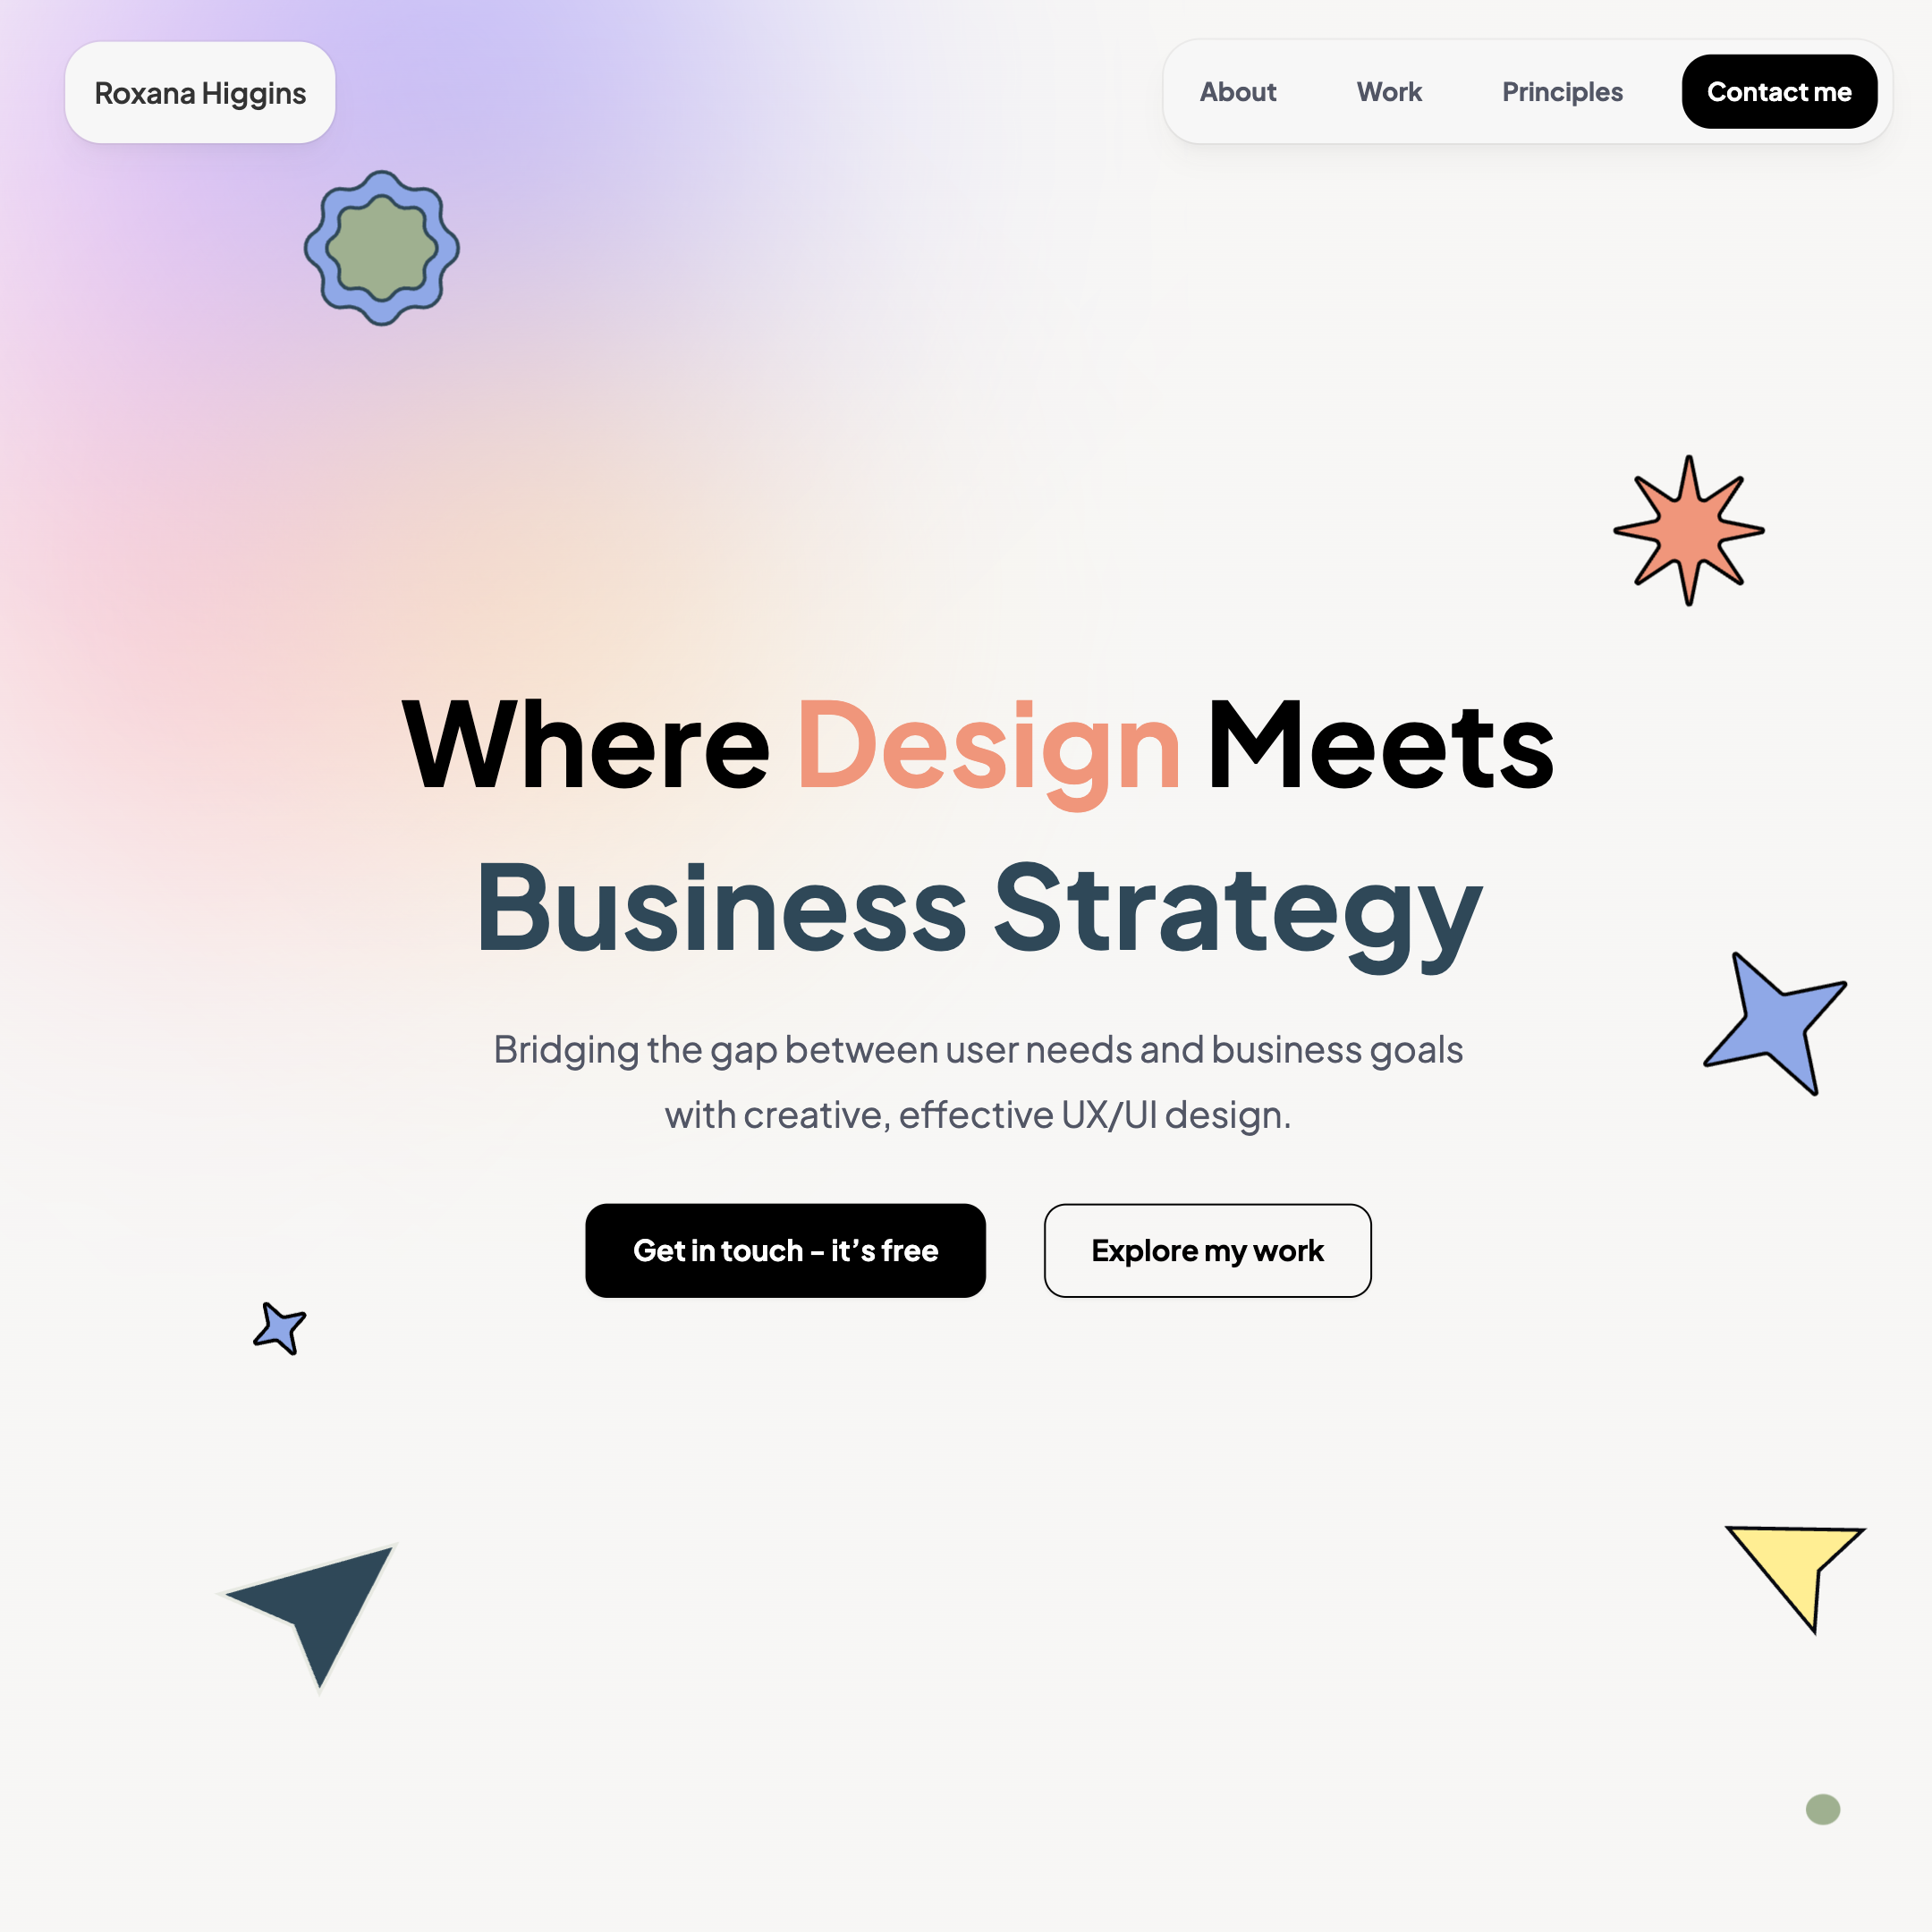 Roxana Higgins
About Work Principles Contact me
Where Design Meets
Business Strategy
Bridging the gap between user needs and business goals
with creative, effective UX/UI design.
Get in touch – it’s free Explore my work